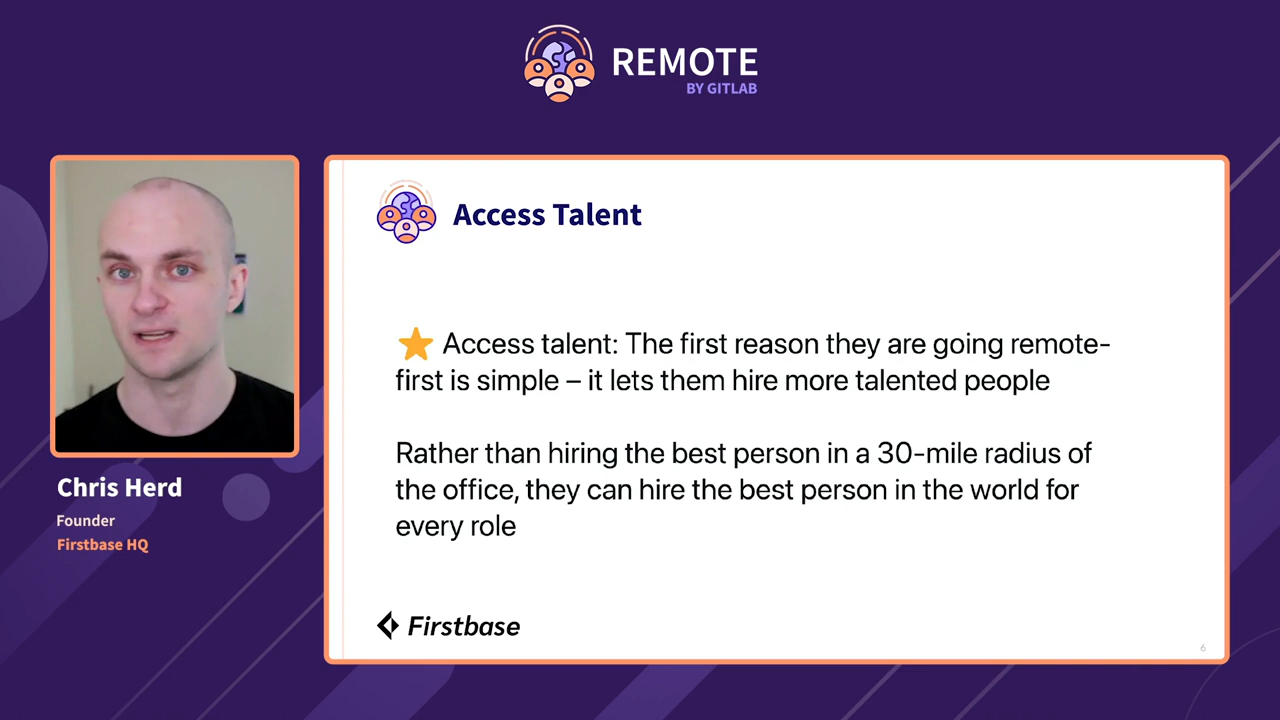 REMOTE
BY GITLAB
Access Talent
⭐ Access talent: The first reason they are going remote-
first is simple – it lets them hire more talented people
Rather than hiring the best person in a 30-mile radius of
the office, they can hire the best person in the world for
every role
Firstbase
6
Chris Herd
Founder
Firstbase HQ